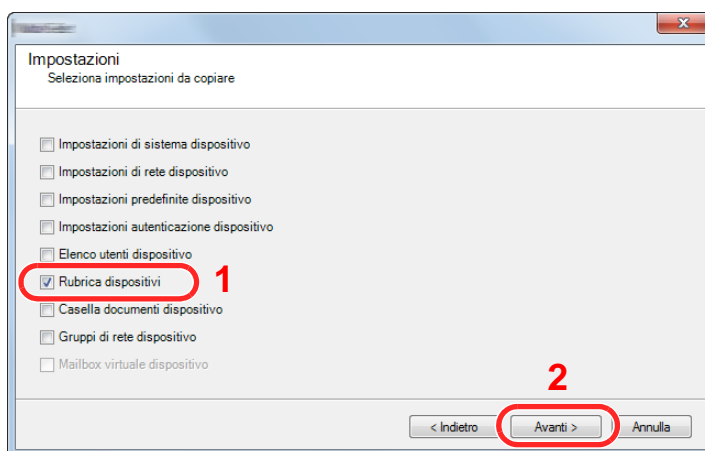 Impostazioni
Seleziona impostazioni da copiare
Impostazioni di sistema dispositivo
Impostazioni di rete dispositivo
Impostazioni predefinite dispositivo
Impostazioni autenticazione dispositivo
Elenco utenti dispositivo
Rubrica dispositivi 1
Casella documenti dispositivo
Gruppi di rete dispositivo
Mailbox virtuale dispositivo
2
< Indietro Avanti > Annulla